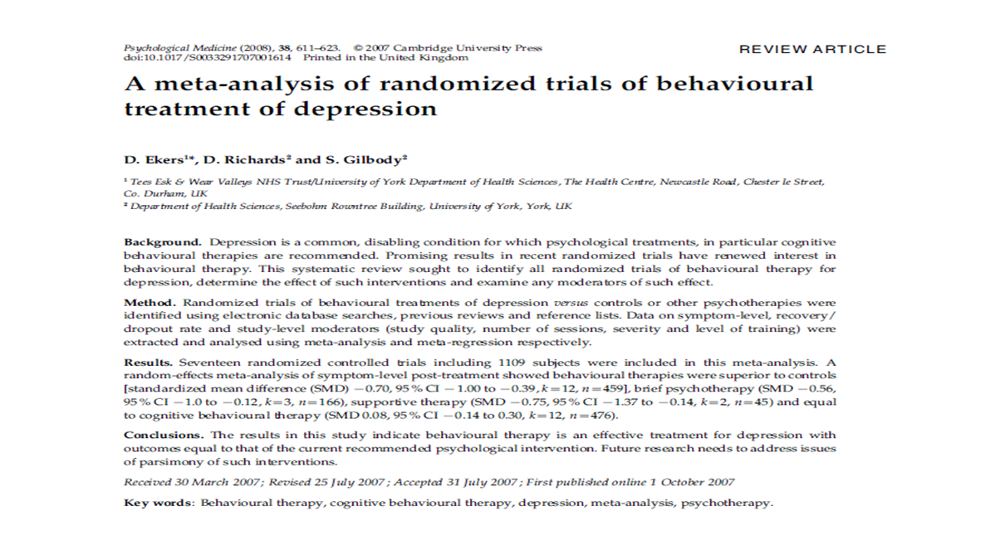 Psychological Medicine (2008), 38, 611–623. © 2007 Cambridge University Press
doi:10.1017/S0033291707001614 Printed in the United Kingdom
REVIEW ARTICLE
A meta-analysis of randomized trials of behavioural
treatment of depression
D. Ekers¹*, D. Richards² and S. Gilbody²
¹ Tees Esk & Wear Valleys NHS Trust/University of York Department of Health Sciences, The Health Centre, Newcastle Road, Chester le Street,
Co. Durham, UK
² Department of Health Sciences, Seebohm Rowntree Building, University of York, York, UK
Background. Depression is a common, disabling condition for which psychological treatments, in particular cognitive
behavioural therapies are recommended. Promising results in recent randomized trials have renewed interest in
behavioural therapy. This systematic review sought to identify all randomized trials of behavioural therapy for
depression, determine the effect of such interventions and examine any moderators of such effect.
Method. Randomized trials of behavioural treatments of depression versus controls or other psychotherapies were
identified using electronic database searches, previous reviews and reference lists. Data on symptom-level, recovery/
dropout rate and study-level moderators (study quality, number of sessions, severity and level of training) were
extracted and analysed using meta-analysis and meta-regression respectively.
Results. Seventeen randomized controlled trials including 1109 subjects were included in this meta-analysis. A
random-effects meta-analysis of symptom-level post-treatment showed behavioural therapies were superior to controls
[standardized mean difference (SMD) −0.70, 95% CI −1.00 to −0.39, k=12, n=459], brief psychotherapy (SMD −0.56,
95% CI −1.0 to −0.12, k=3, n=166), supportive therapy (SMD −0.75, 95% CI −1.37 to −0.14, k=2, n=45) and equal
to cognitive behavioural therapy (SMD 0.08, 95% CI −0.14 to 0.30, k=12, n=476).
Conclusions. The results in this study indicate behavioural therapy is an effective treatment for depression with
outcomes equal to that of the current recommended psychological intervention. Future research needs to address issues
of parsimony of such interventions.
Received 30 March 2007; Revised 25 July 2007; Accepted 31 July 2007; First published online 1 October 2007
Key words: Behavioural therapy, cognitive behavioural therapy, depression, meta-analysis, psychotherapy.